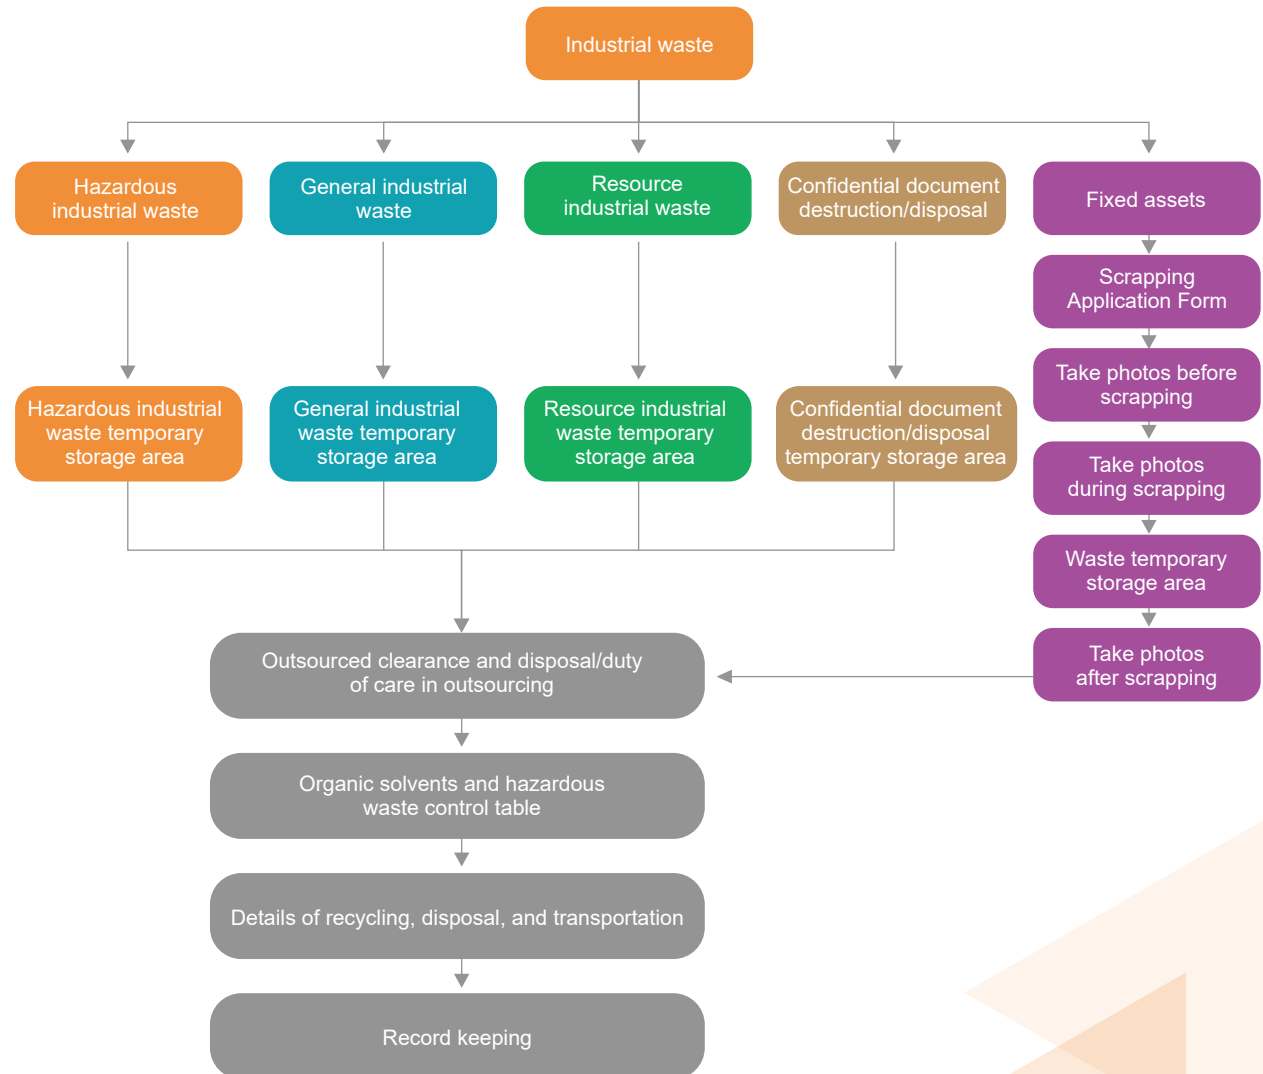 Industrial waste
Hazardous
industrial waste
General industrial
waste
Resource
industrial waste
Confidential document
destruction/disposal
Fixed assets
Scrapping
Application Form
Take photos before
scrapping
Hazardous industrial
waste temporary
storage area
General industrial
waste temporary
storage area
Resource industrial
waste temporary
storage area
Confidential document
destruction/disposal
temporary storage area
Take photos
during scrapping
Waste temporary
storage area
Take photos
after scrapping
Outsourced clearance and disposal/duty
of care in outsourcing
Organic solvents and hazardous
waste control table
Details of recycling, disposal, and transportation
Record keeping